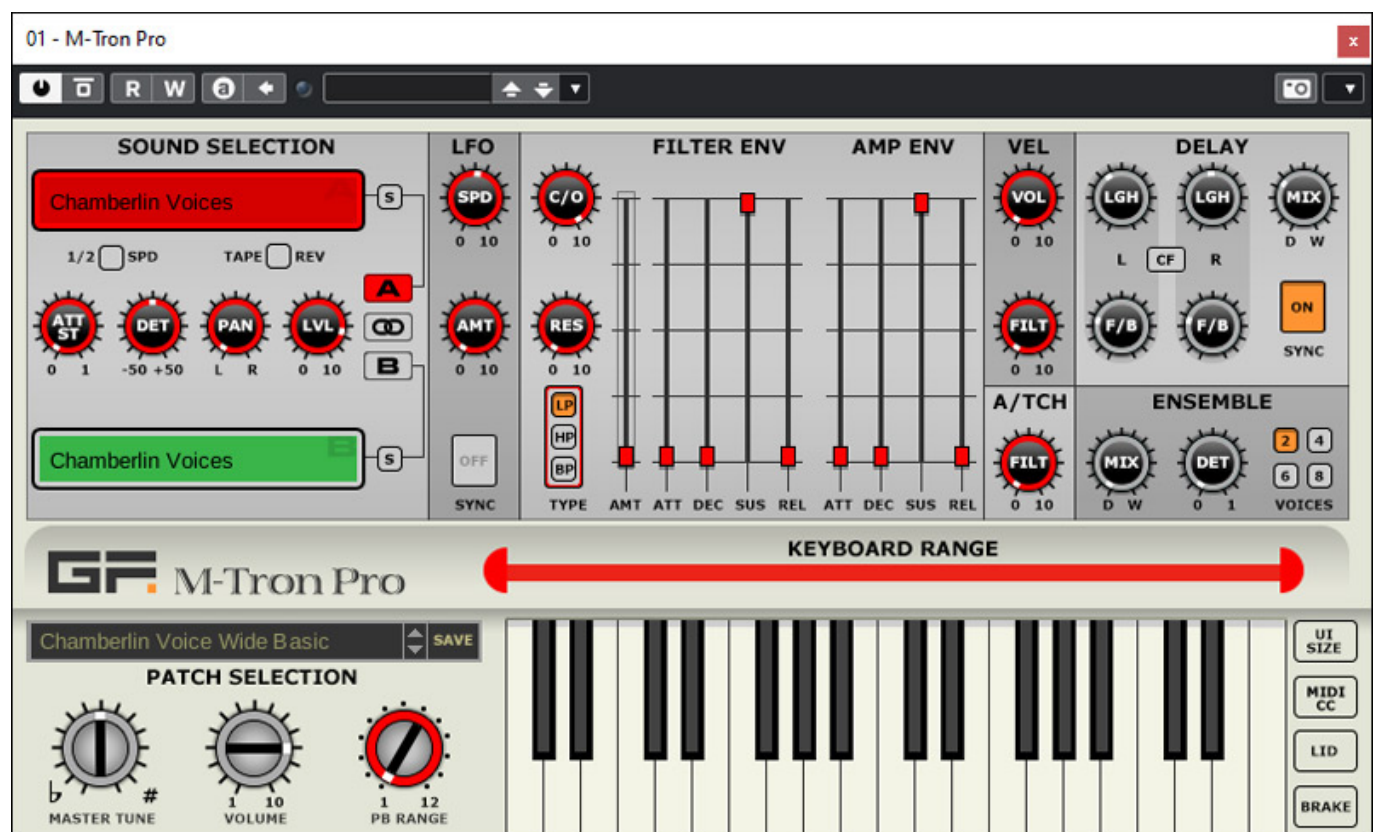 01 - M-Tron Pro
x
R W a
SOUND SELECTION
LFO
FILTER ENV
AMP ENV
VEL
DELAY
Chamberlin Voices
A
S
SPD
0 10
C/O
0 10
VOL
0 10
LGH
LGH
MIX
D W
1/2 SPD
TAPE REV
L CF R
A
ATT ST
0 1
DET
-50 +50
PAN
L R
LVL
0 10
B
AMT
0 10
RES
0 10
FILT
0 10
F/B
F/B
ON
SYNC
LP
HP
BP
TYPE
A/TCH
ENSEMBLE
Chamberlin Voices
B
S
OFF
SYNC
AMT ATT DEC SUS REL
ATT DEC SUS REL
FILT
0 10
MIX
D W
DET
0 1
2 4
6 8
VOICES
GF. M-Tron Pro
KEYBOARD RANGE
Chamberlin Voice Wide Basic
SAVE
PATCH SELECTION
♭ #
MASTER TUNE
1 10
VOLUME
1 12
PB RANGE
UI SIZE
MIDI CC
LID
BRAKE